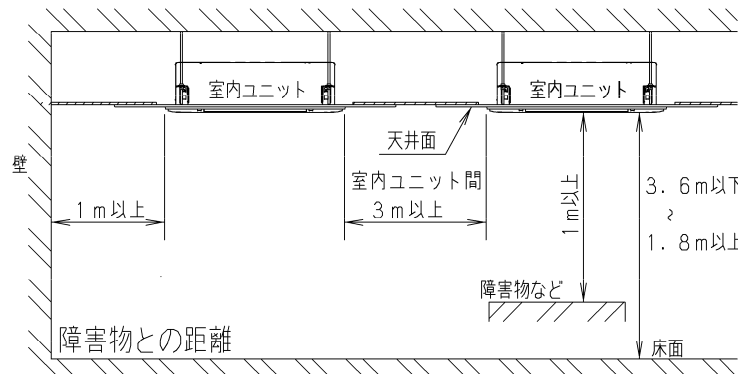 室内ユニット
室内ユニット
天井面
壁
室内ユニット間
1m以上
3m以上
1m以上
3.6m以下
~
1.8m以上
障害物など
障害物との距離
床面